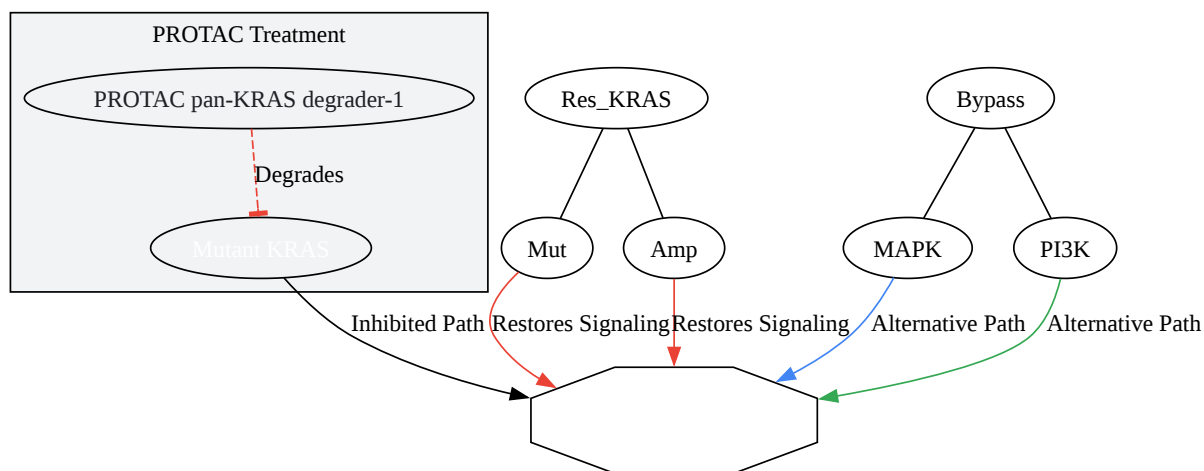 PROTAC Treatment
PROTAC pan-KRAS degrader-1
Res_KRAS
Bypass
Degrades
Mutant KRAS
Mut
Amp
MAPK
PI3K
Inhibited Path
Restores Signaling
Restores Signaling
Alternative Path
Alternative Path